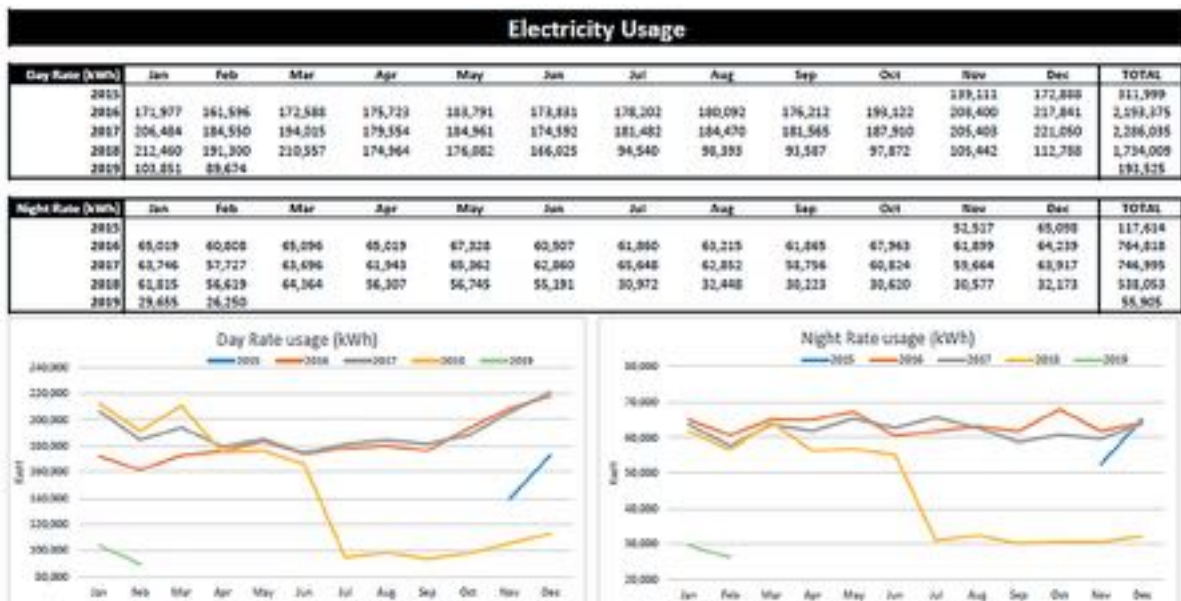 Electricity Usage
Day Rate (kWh) Jan Feb Mar Apr May Jun Jul Aug Sep Oct Nov Dec TOTAL
2015 139,111 172,888 311,999
2016 171,977 161,596 172,588 175,723 183,791 173,831 178,202 180,092 176,212 193,122 208,400 217,841 2,193,375
2017 206,484 184,550 194,015 179,554 184,961 174,592 181,482 184,470 181,565 187,910 205,403 221,050 2,286,035
2018 212,460 191,300 210,557 174,964 176,082 166,025 94,540 98,393 93,587 97,872 105,442 112,788 1,734,009
2019 103,851 89,674 193,525
Night Rate (kWh) Jan Feb Mar Apr May Jun Jul Aug Sep Oct Nov Dec TOTAL
2015 52,517 65,098 117,614
2016 65,019 60,808 65,096 65,019 67,328 60,507 61,860 63,215 61,865 67,963 61,899 64,239 764,818
2017 63,746 57,727 63,696 61,943 65,362 62,860 65,648 62,852 58,756 60,824 59,664 63,917 746,995
2018 61,815 56,619 64,364 56,307 56,745 55,191 30,972 32,448 30,223 30,620 30,577 32,173 538,053
2019 29,655 26,250 55,905
Day Rate usage (kWh)
2015 2016 2017 2018 2019
240,000
220,000
200,000
180,000
160,000
140,000
120,000
100,000
80,000
Jan Feb Mar Apr May Jun Jul Aug Sep Oct Nov Dec
Night Rate usage (kWh)
2015 2016 2017 2018 2019
80,000
70,000
60,000
50,000
40,000
30,000
20,000
Jan Feb Mar Apr May Jun Jul Aug Sep Oct Nov Dec